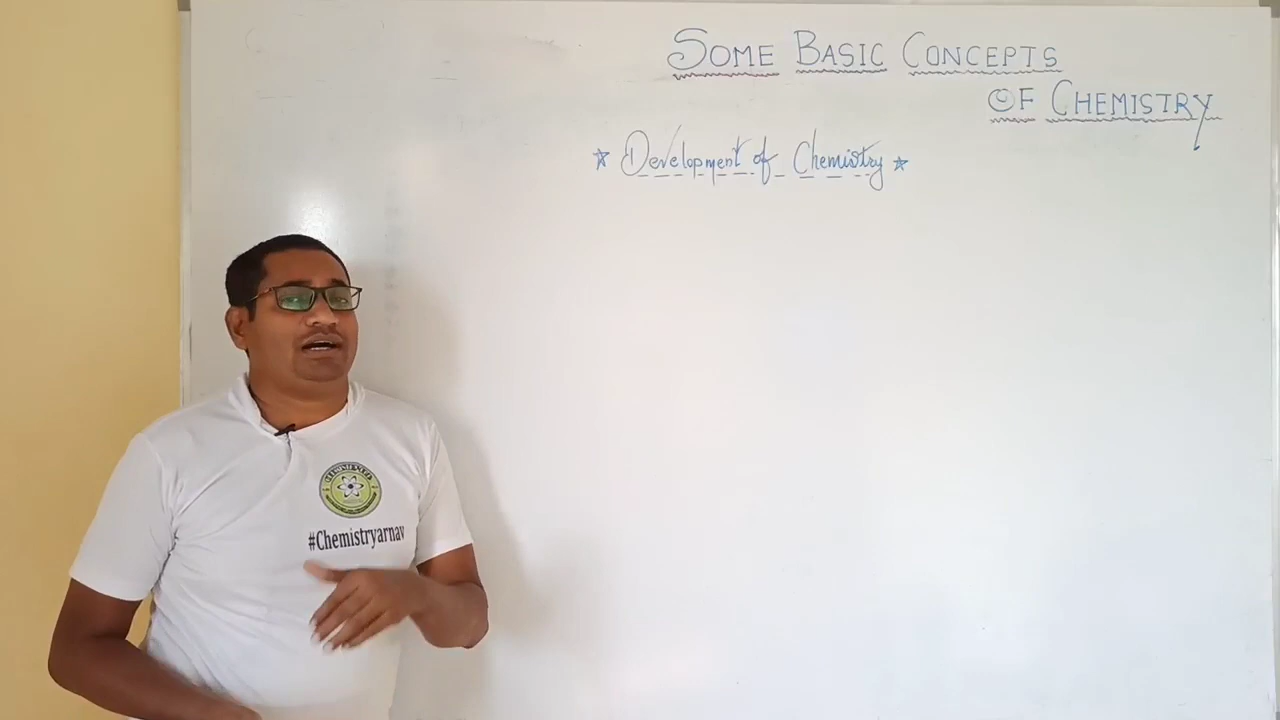 SOME BASIC CONCEPTS
OF CHEMISTRY
☆ Development of Chemistry ☆
#Chemistryarnav